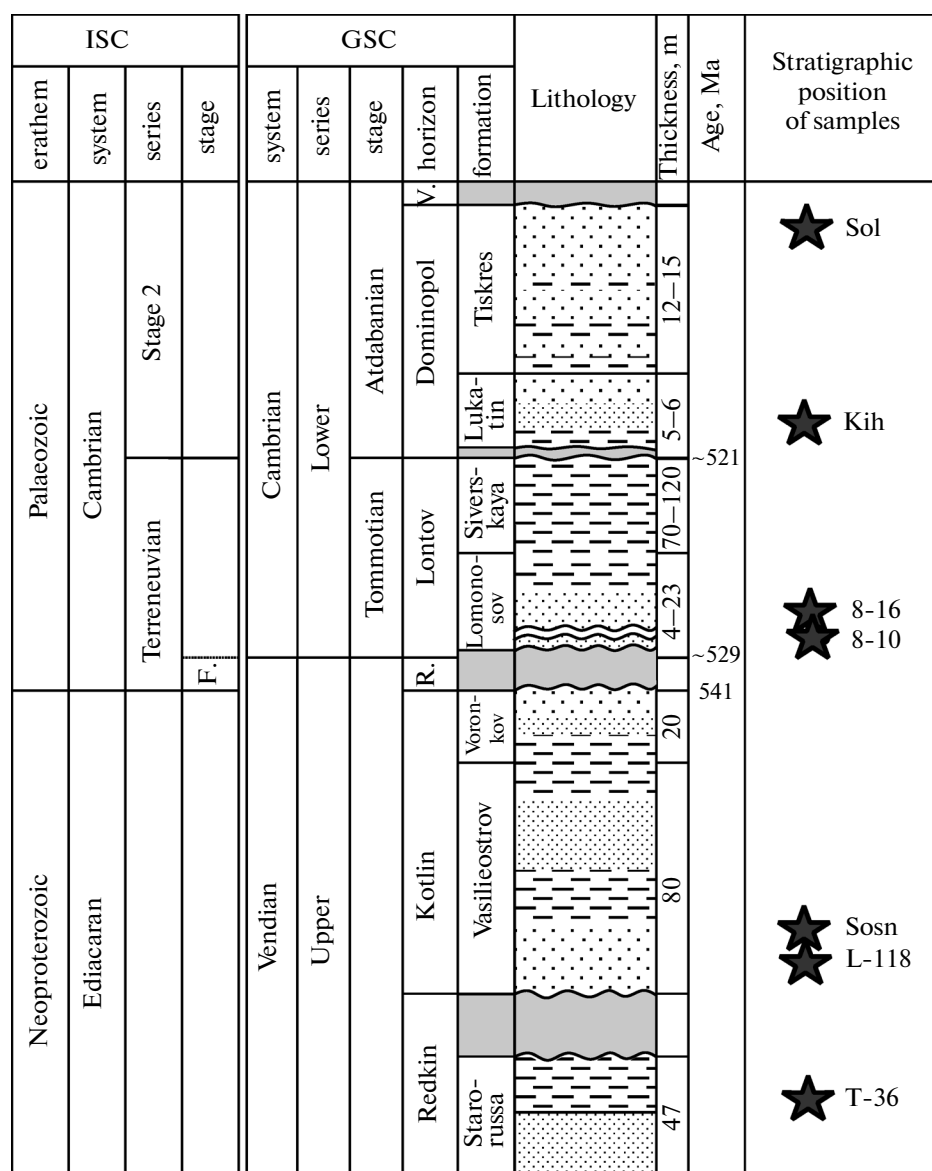 ISC
GSC
erathem
system
series
stage
system
series
stage
horizon
formation
Lithology
Thickness, m
Age, Ma
Stratigraphic
position
of samples
Palaeozoic
Neoproterozoic
Cambrian
Ediacaran
Stage 2
Terreneuvian
F.
Cambrian
Vendian
Lower
Upper
Atdabanian
Tommotian
V.
Dominopol
Lontov
R.
Kotlin
Redkin
Tiskres
Luka-
tin
Sivers-
kaya
Lomono-
sov
Voron-
kov
Vasilieostrov
Staro-
russa
12–15
5–6
70–120
4–23
20
80
47
~521
~529
541
Sol
Kih
8-16
8-10
Sosn
L-118
T-36